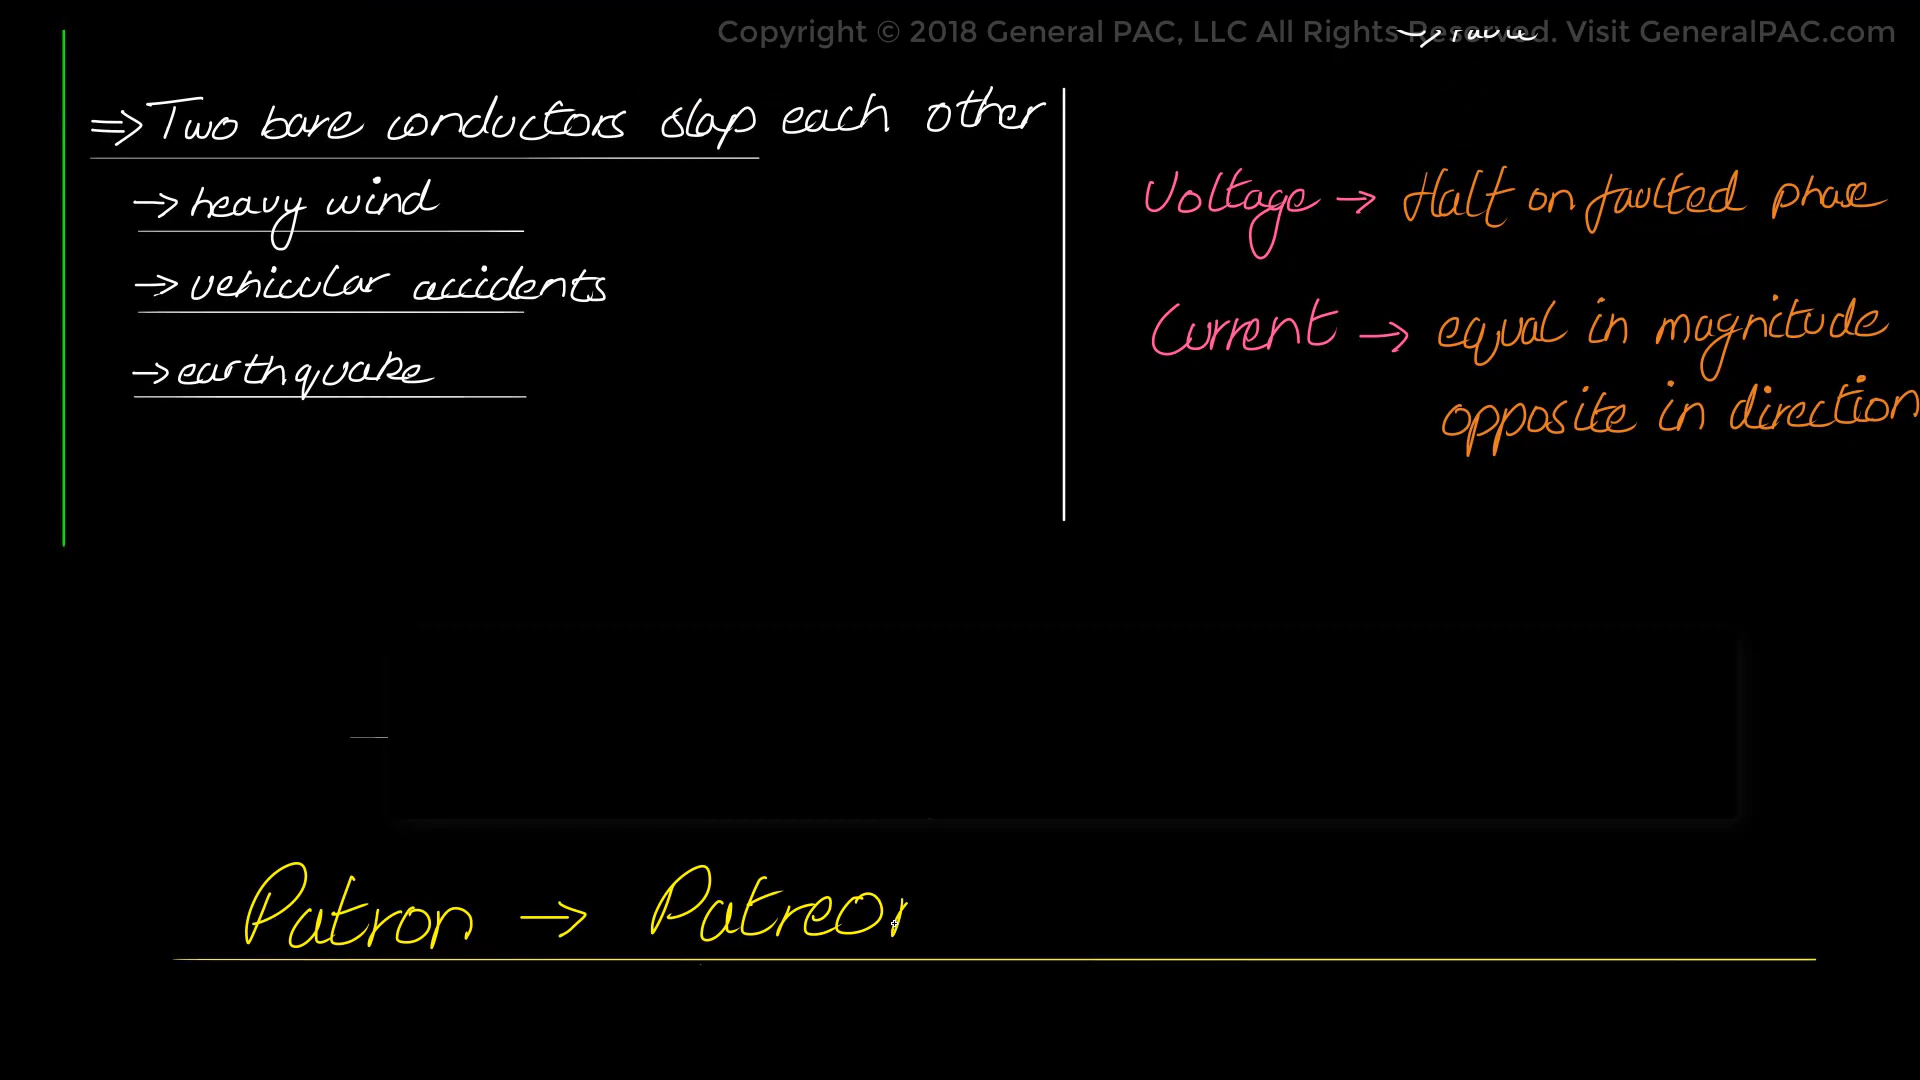 Copyright © 2018 General PAC, LLC All Rights Reserved. Visit GeneralPAC.com
⇒ Two bare conductors slap each other
→ heavy wind
→ vehicular accidents
→ earthquake
Voltage → Half on faulted phase
Current → equal in magnitude
opposite in direction
Patron → Patreon